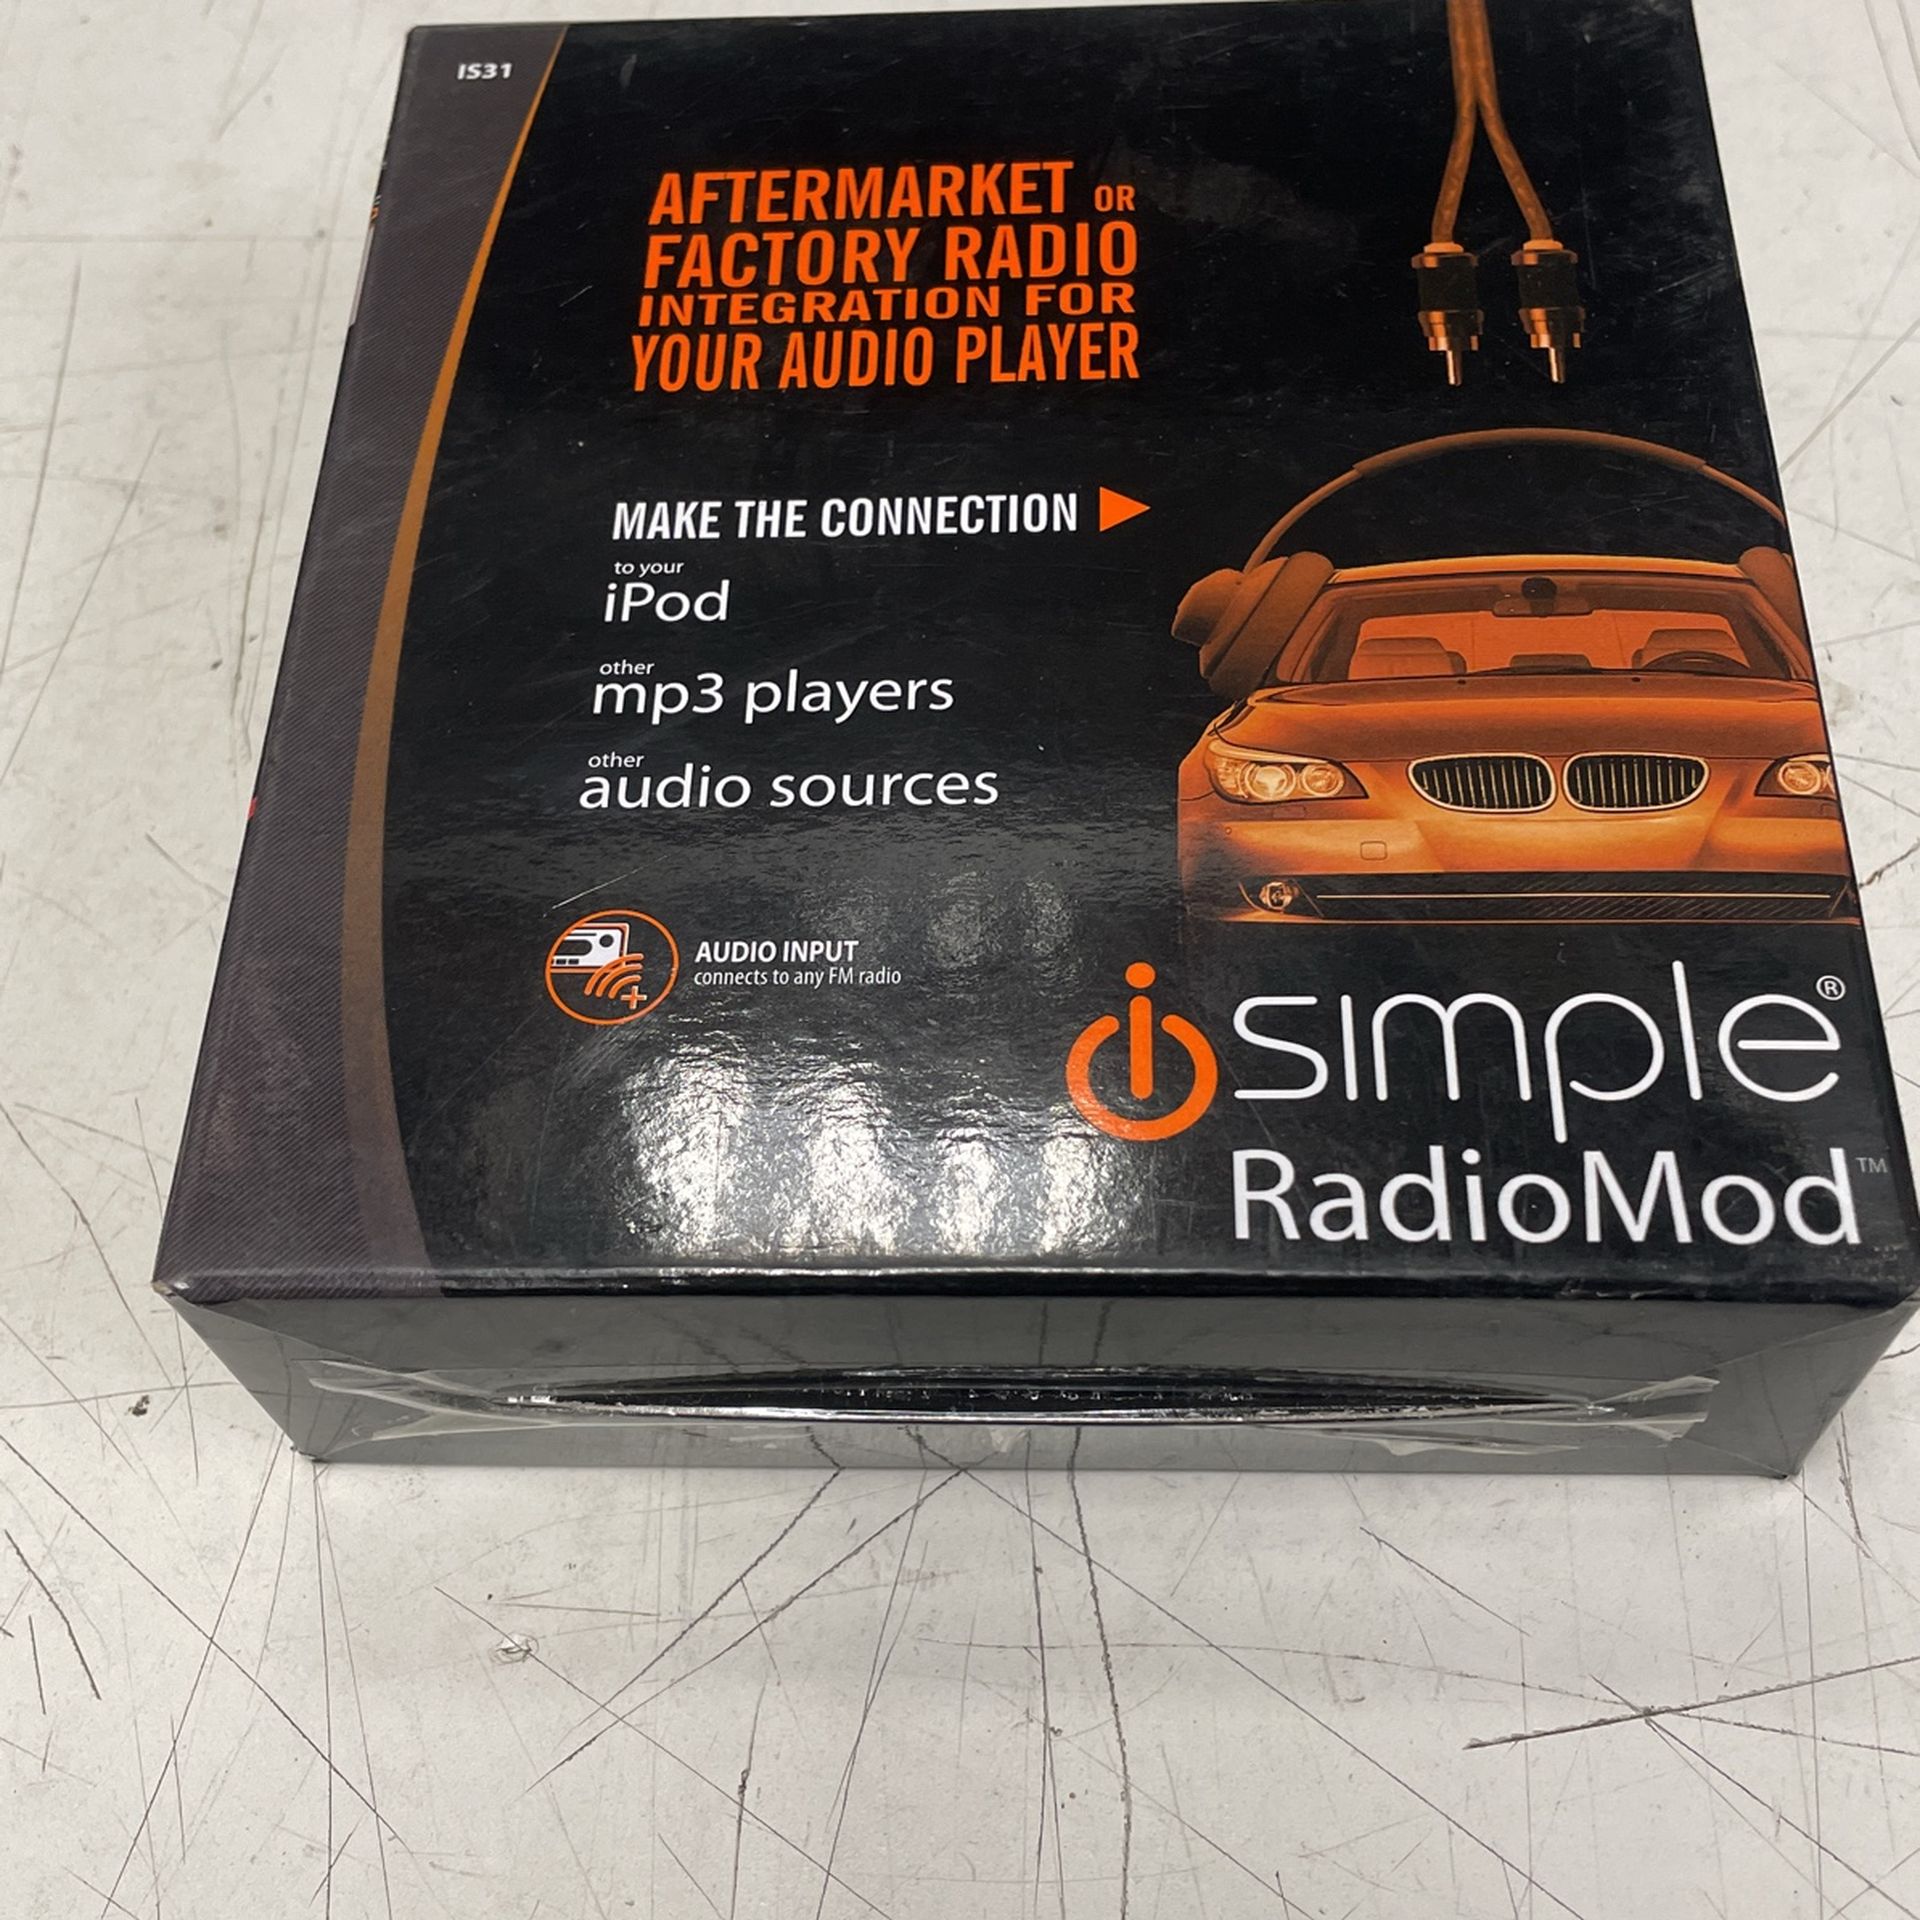 IS31
AFTERMARKET OR
FACTORY RADIO
INTEGRATION FOR
YOUR AUDIO PLAYER
MAKE THE CONNECTION
to your
iPod
other
mp3 players
other
audio sources
AUDIO INPUT
connects to any FM radio
isimple®
RadioMod™